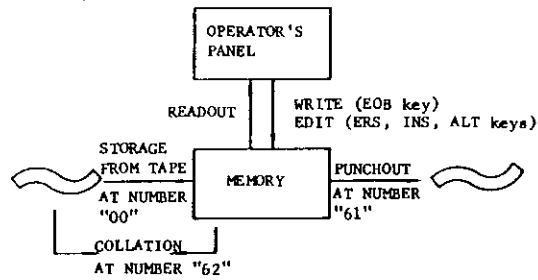 OPERATOR'S
PANEL
READOUT
WRITE (EOB key)
EDIT (ERS, INS, ALT keys)
STORAGE
FROM TAPE
AT NUMBER
"00"
MEMORY
PUNCHOUT
AT NUMBER
"61"
COLLATION
AT NUMBER "62"